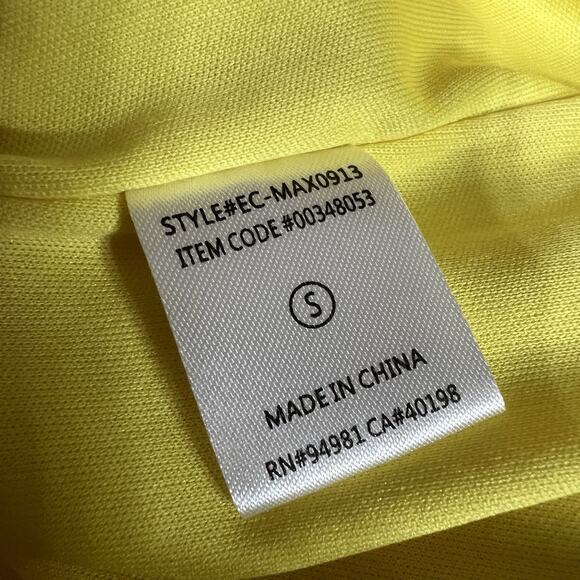 STYLE#EC-MAX0913
ITEM CODE #00348053
S
MADE IN CHINA
RN#94981 CA#40198